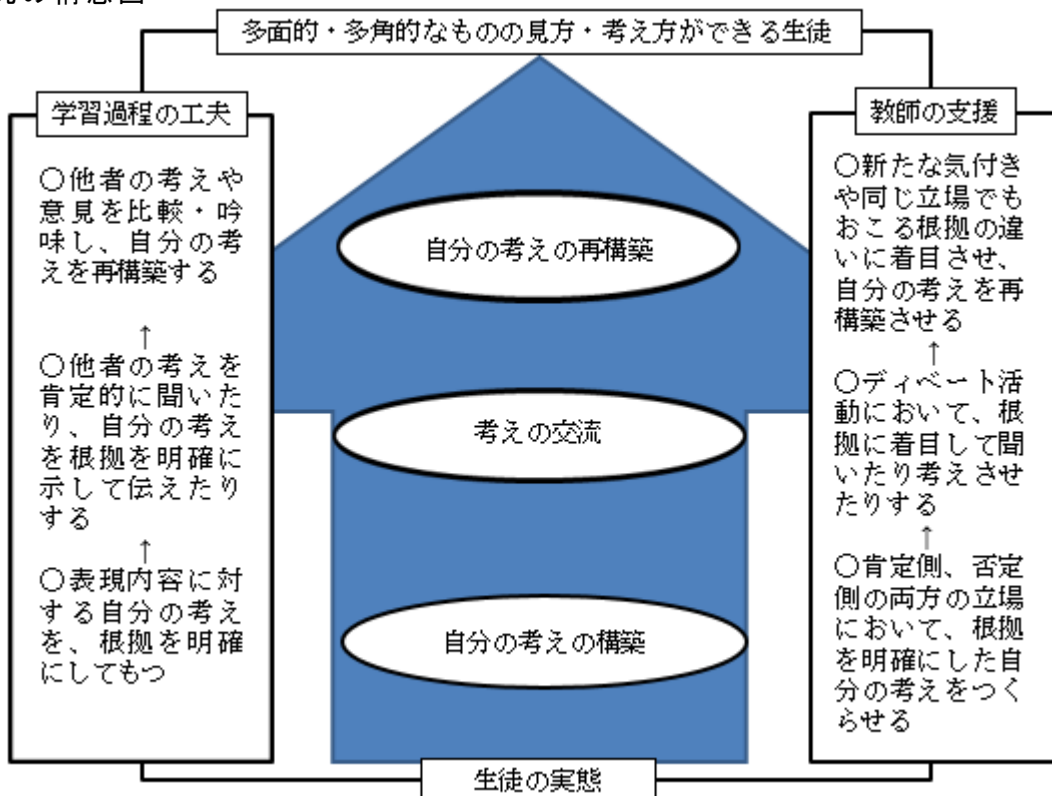 多面的・多角的なものの見方・考え方ができる生徒
学習過程の工夫
○他者の考えや
意見を比較・吟
味し、自分の考
えを再構築する
↑
○他者の考えを
肯定的に聞いた
り、自分の考え
を根拠を明確に
示して伝えたり
する
↑
○表現内容に対
する自分の考え
を、根拠を明確
にしてもつ
自分の考えの再構築
考えの交流
自分の考えの構築
教師の支援
○新たな気付き
や同じ立場でも
おこる根拠の違
いに着目させ、
自分の考えを再
構築させる
↑
○ディベート活
動において、根
拠に着目して聞
いたり考えさせ
たりする
↑
○肯定側、否定
側の両方の立場
において、根拠
を明確にした自
分の考えをつく
らせる
生徒の実態